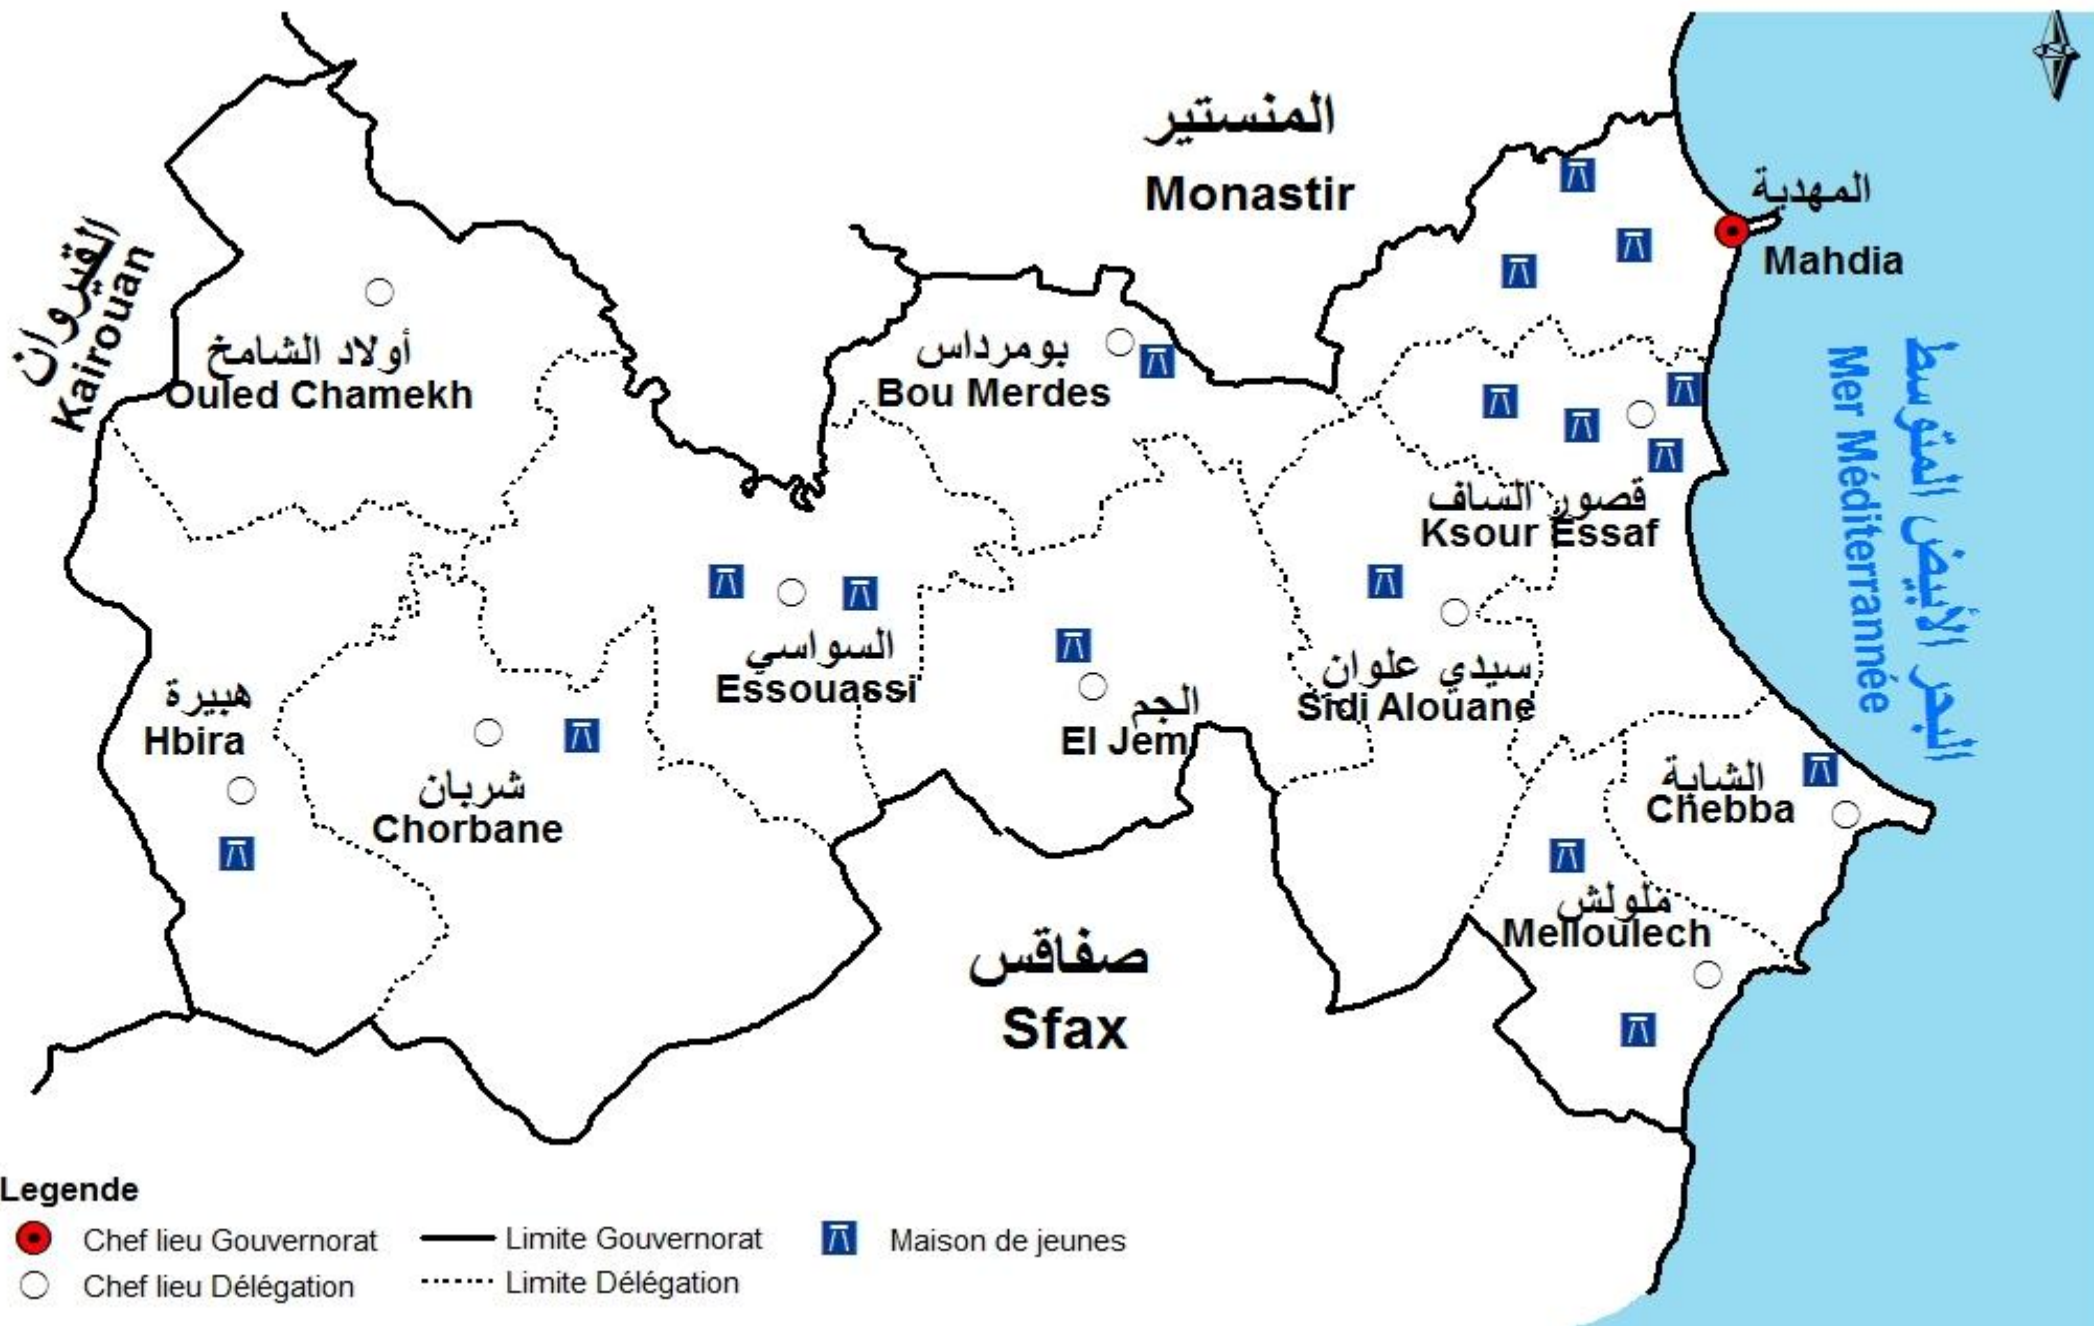 المنستير
Monastir
المهدية
Mahdia
القيروان
Kairouan
أولاد الشامخ
Ouled Chamekh
بومرداس
Bou Merdes
البحر الأبيض المتوسط
Mer Méditerrannée
قصور الساف
Ksour Essaf
السواسي
Essouassi
سيدي علوان
Sidi Alouane
هبيرة
Hbira
الجم
El Jem
شربان
Chorbane
الشابة
Chebba
ملولش
Melloulech
صفاقس
Sfax
Legende
Chef lieu Gouvernorat
Limite Gouvernorat
Maison de jeunes
Chef lieu Délégation
Limite Délégation